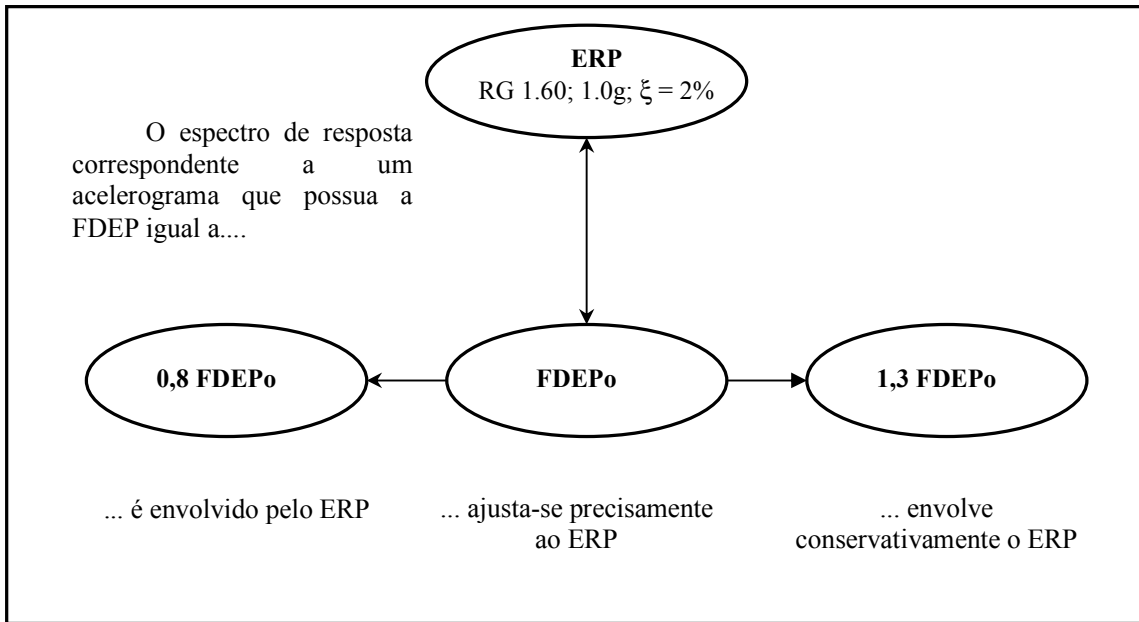 ERP
RG 1.60; 1.0g; ξ = 2%
O espectro de resposta
correspondente a um
acelerograma que possua a
FDEP igual a....
0,8 FDEPo
FDEPo
1,3 FDEPo
... é envolvido pelo ERP
... ajusta-se precisamente
ao ERP
... envolve
conservativamente o ERP